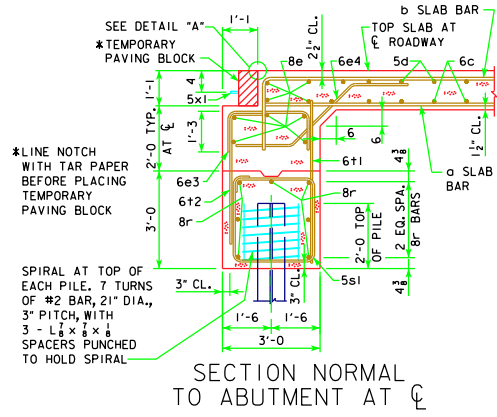 SEE DETAIL "A"
*TEMPORARY
PAVING BLOCK
1'-1
2½" CL.
8e
6e4
b SLAB BAR
TOP SLAB AT
℄ ROADWAY
5d
6c
1'-1
4
5x1
2'-0 TYP.
AT ℄
1'-3
6
6
1½" CL.
a SLAB
BAR
*LINE NOTCH
WITH TAR PAPER
BEFORE PLACING
TEMPORARY
PAVING BLOCK
6e3
6t2
8r
6t1
8r
4⅜
3'-0
2'-0 TOP
OF PILE
2 EQ. SPA.
8r BARS
4⅜
SPIRAL AT TOP OF
EACH PILE. 7 TURNS
OF #2 BAR, 21" DIA.,
3" PITCH, WITH
3 - L⅞ x ⅞ x ⅛
SPACERS PUNCHED
TO HOLD SPIRAL
3" CL.
3" CL.
5s1
1'-6
1'-6
3'-0
SECTION NORMAL
TO ABUTMENT AT ℄